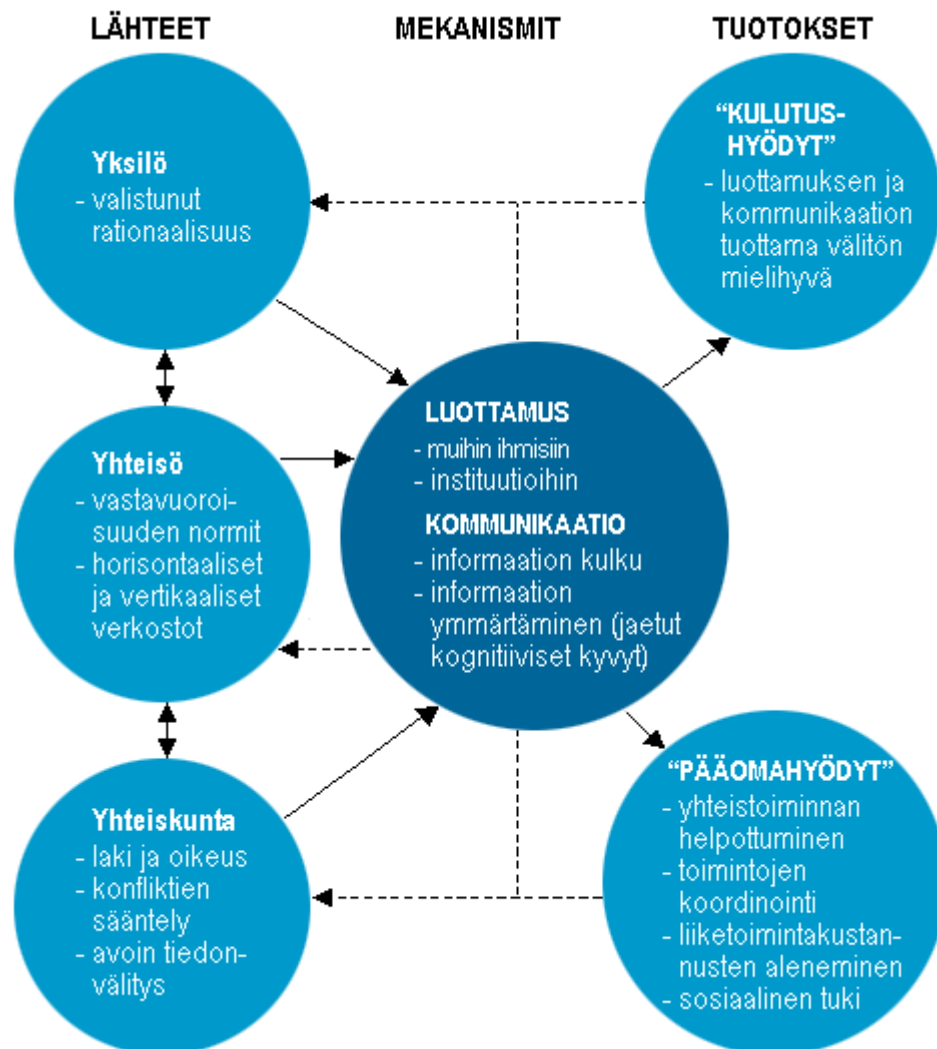 LÄHTEET
MEKANISMIT
TUOTOKSET
Yksilö
- valistunut
rationaalisuus
Yhteisö
- vastavuoroi-
suuden normit
- horisontaaliset
ja vertikaaliset
verkostot
Yhteiskunta
- laki ja oikeus
- konfliktien
sääntely
- avoin tiedon-
välitys
LUOTTAMUS
- muihin ihmisiin
- instituutioihin
KOMMUNIKAATIO
- informaation kulku
- informaation
ymmärtäminen (jaetut
kognitiiviset kyvyt)
“KULUTUS-
HYÖDYT”
- luottamuksen ja
kommunikaation
tuottama välitön
mielihyvä
“PÄÄOMAHYÖDYT”
- yhteistoiminnan
helpottuminen
- toimintojen
koordinointi
- liiketoimintakustan-
nusten aleneminen
- sosiaalinen tuki